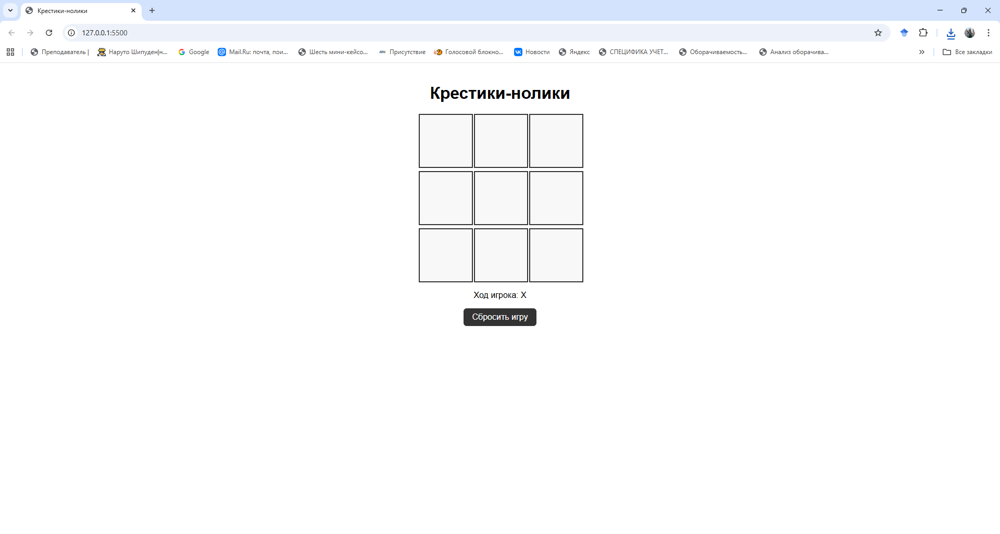 Крестики-нолики
127.0.0.1:5500
Преподаватель | Наруто Шипуден|н... Google Mail.Ru: почта, пои... Шесть мини-кейсо... Присутствие Голосовой блокно... Новости Яндекс СПЕЦИФИКА УЧЕТ... Оборачиваемость... Анализ оборачива... Все закладки
Крестики-нолики
Ход игрока: X
Сбросить игру